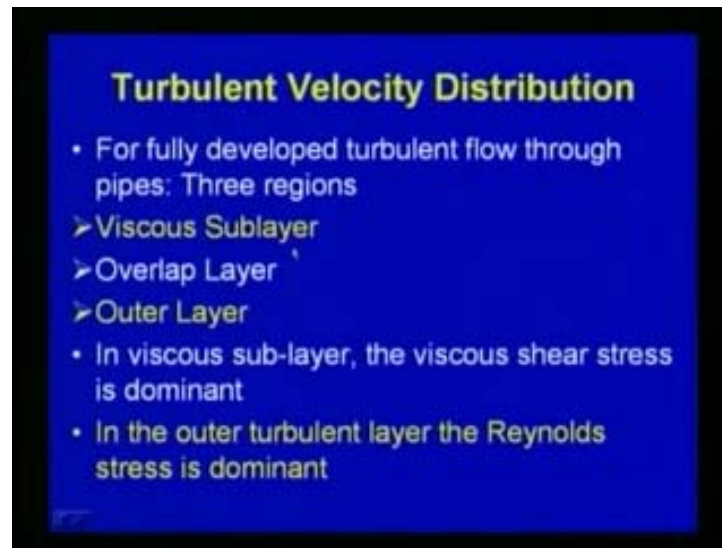 Turbulent Velocity Distribution
• For fully developed turbulent flow through
pipes: Three regions
➢Viscous Sublayer
➢Overlap Layer
➢Outer Layer
• In viscous sub-layer, the viscous shear stress
is dominant
• In the outer turbulent layer the Reynolds
stress is dominant